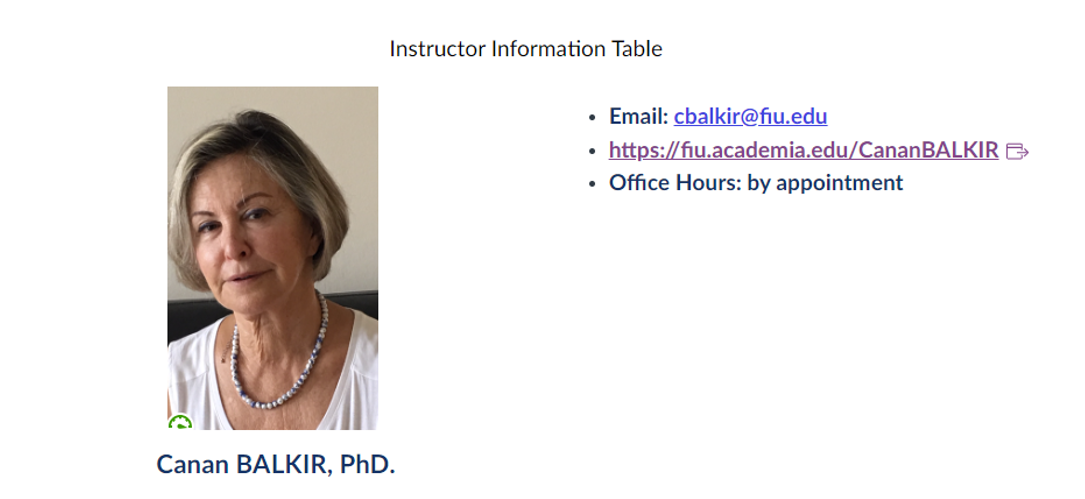 Instructor Information Table
Email: cbalkir@fiu.edu
https://fiu.academia.edu/CananBALKIR
Office Hours: by appointment
Canan BALKIR, PhD.